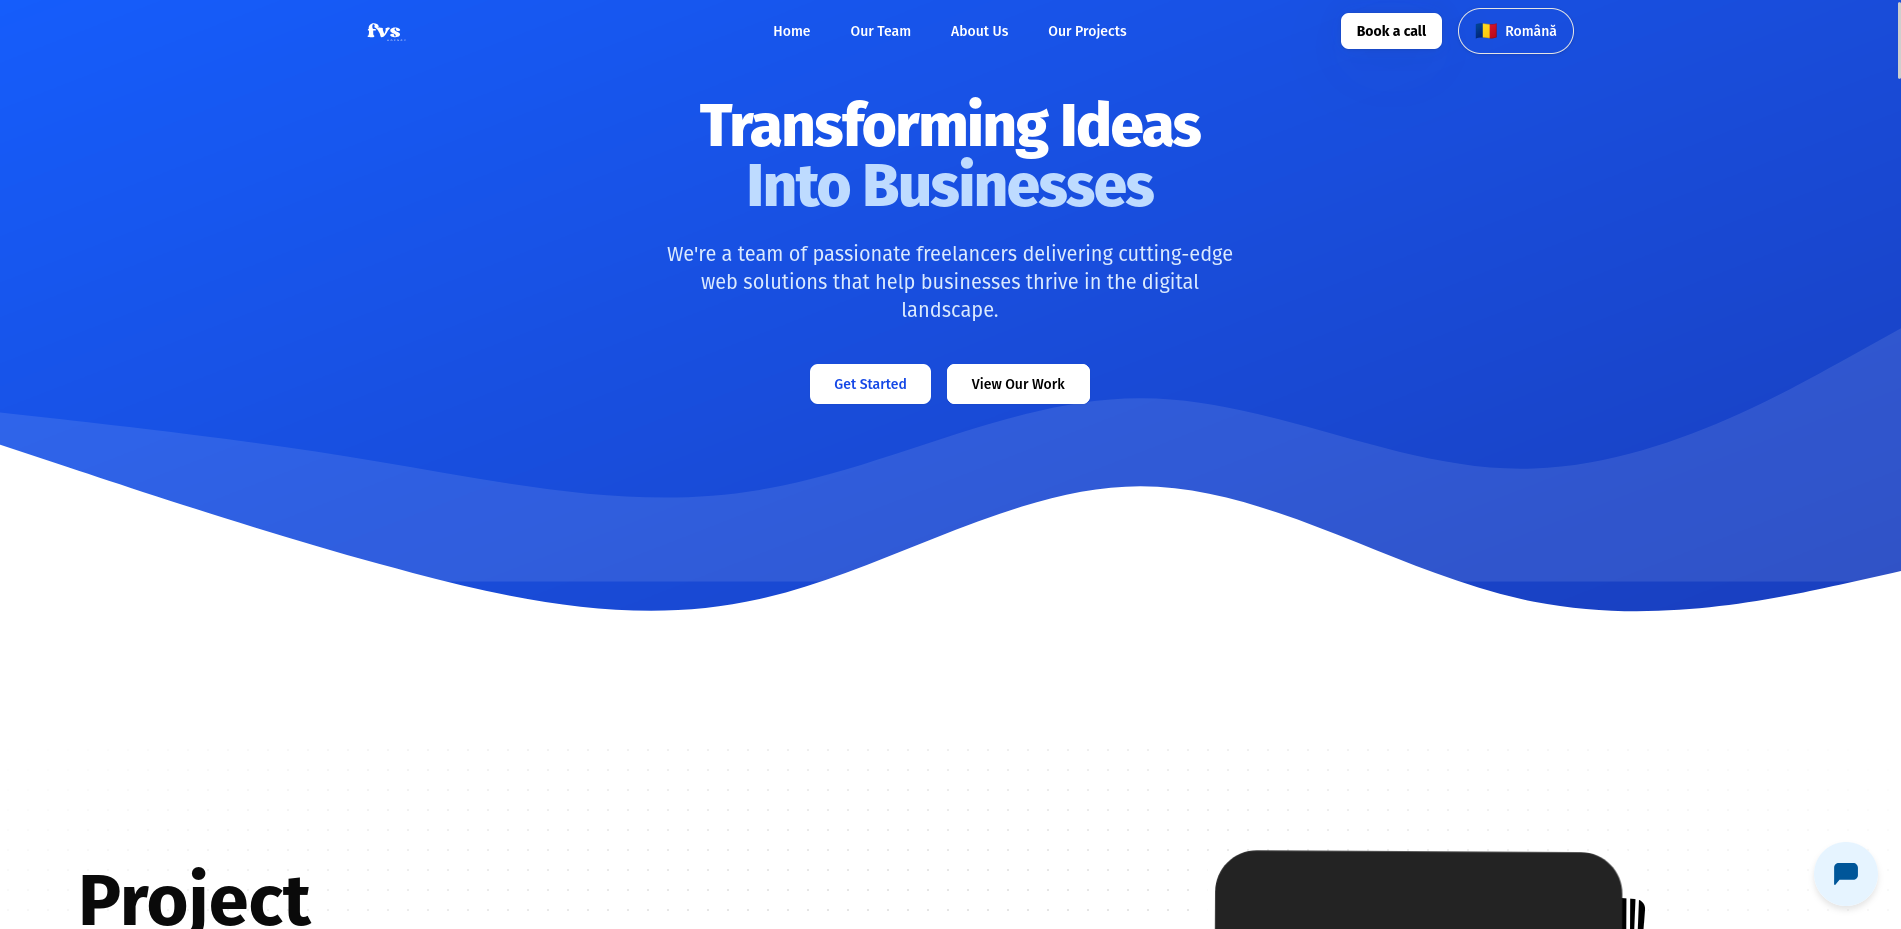 fvs
Home
Our Team
About Us
Our Projects
Book a call
Română
Transforming Ideas
Into Businesses
We're a team of passionate freelancers delivering cutting-edge
web solutions that help businesses thrive in the digital
landscape.
Get Started
View Our Work
Project